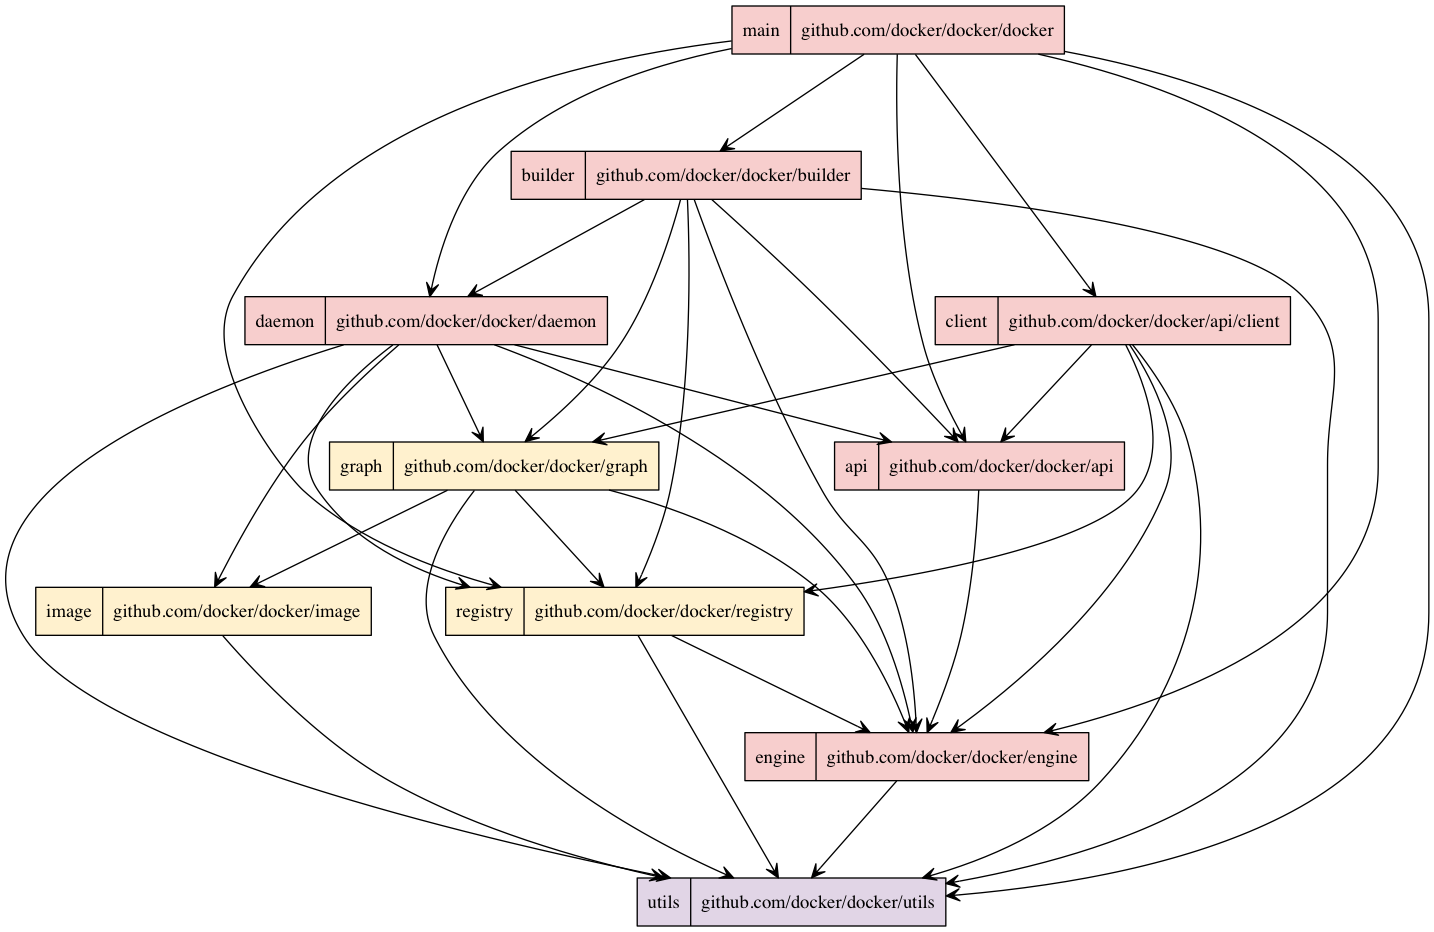 main github.com/docker/docker/docker
builder github.com/docker/docker/builder
daemon github.com/docker/docker/daemon
client github.com/docker/docker/api/client
graph github.com/docker/docker/graph
api github.com/docker/docker/api
image github.com/docker/docker/image
registry github.com/docker/docker/registry
engine github.com/docker/docker/engine
utils github.com/docker/docker/utils